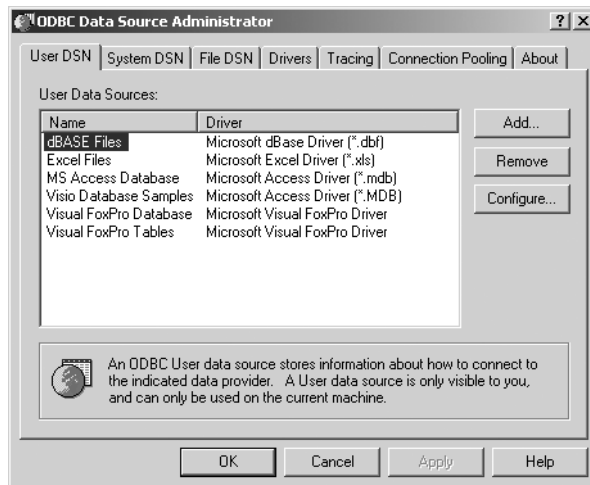 ODBC Data Source Administrator
User DSN System DSN File DSN Drivers Tracing Connection Pooling About
User Data Sources:
Name Driver
dBASE Files Microsoft dBase Driver (*.dbf)
Excel Files Microsoft Excel Driver (*.xls)
MS Access Database Microsoft Access Driver (*.mdb)
Visio Database Samples Microsoft Access Driver (*.MDB)
Visual FoxPro Database Microsoft Visual FoxPro Driver
Visual FoxPro Tables Microsoft Visual FoxPro Driver
Add...
Remove
Configure...
An ODBC User data source stores information about how to connect to
the indicated data provider. A User data source is only visible to you,
and can only be used on the current machine.
OK Cancel Apply Help